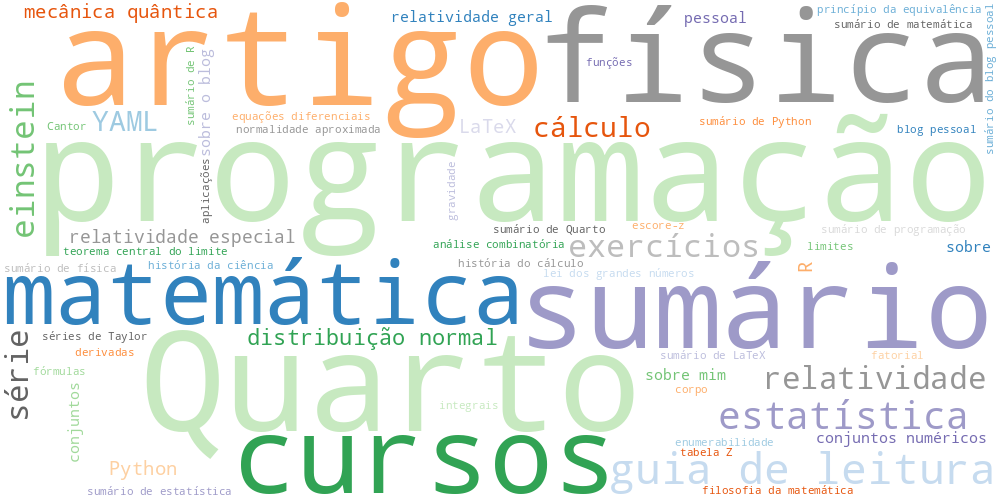 mecânica quântica
artigo
relatividade geral
física
pessoal
princípio da equivalência
sumário de matemática
sumário do blog pessoal
funções
sumário de R
sobre o blog
einstein
YAML
Cantor
equações diferenciais
normalidade aproximada
LaTeX
cálculo
sumário de Python
blog pessoal
programação
aplicações
gravidade
relatividade especial
teorema central do limite
sumário de Quarto
escore-z
sumário de programação
análise combinatória
exercícios
limites
sobre
sumário de física
história da ciência
história do cálculo
lei dos grandes números
R
matemática
sumário
série
séries de Taylor
derivadas
distribuição normal
Quarto
sumário de LaTeX
fatorial
fórmulas
sobre mim
corpo
relatividade
conjuntos
integrais
estatística
cursos
enumerabilidade
conjuntos numéricos
tabela Z
Python
guia de leitura
sumário de estatística
filosofia da matemática